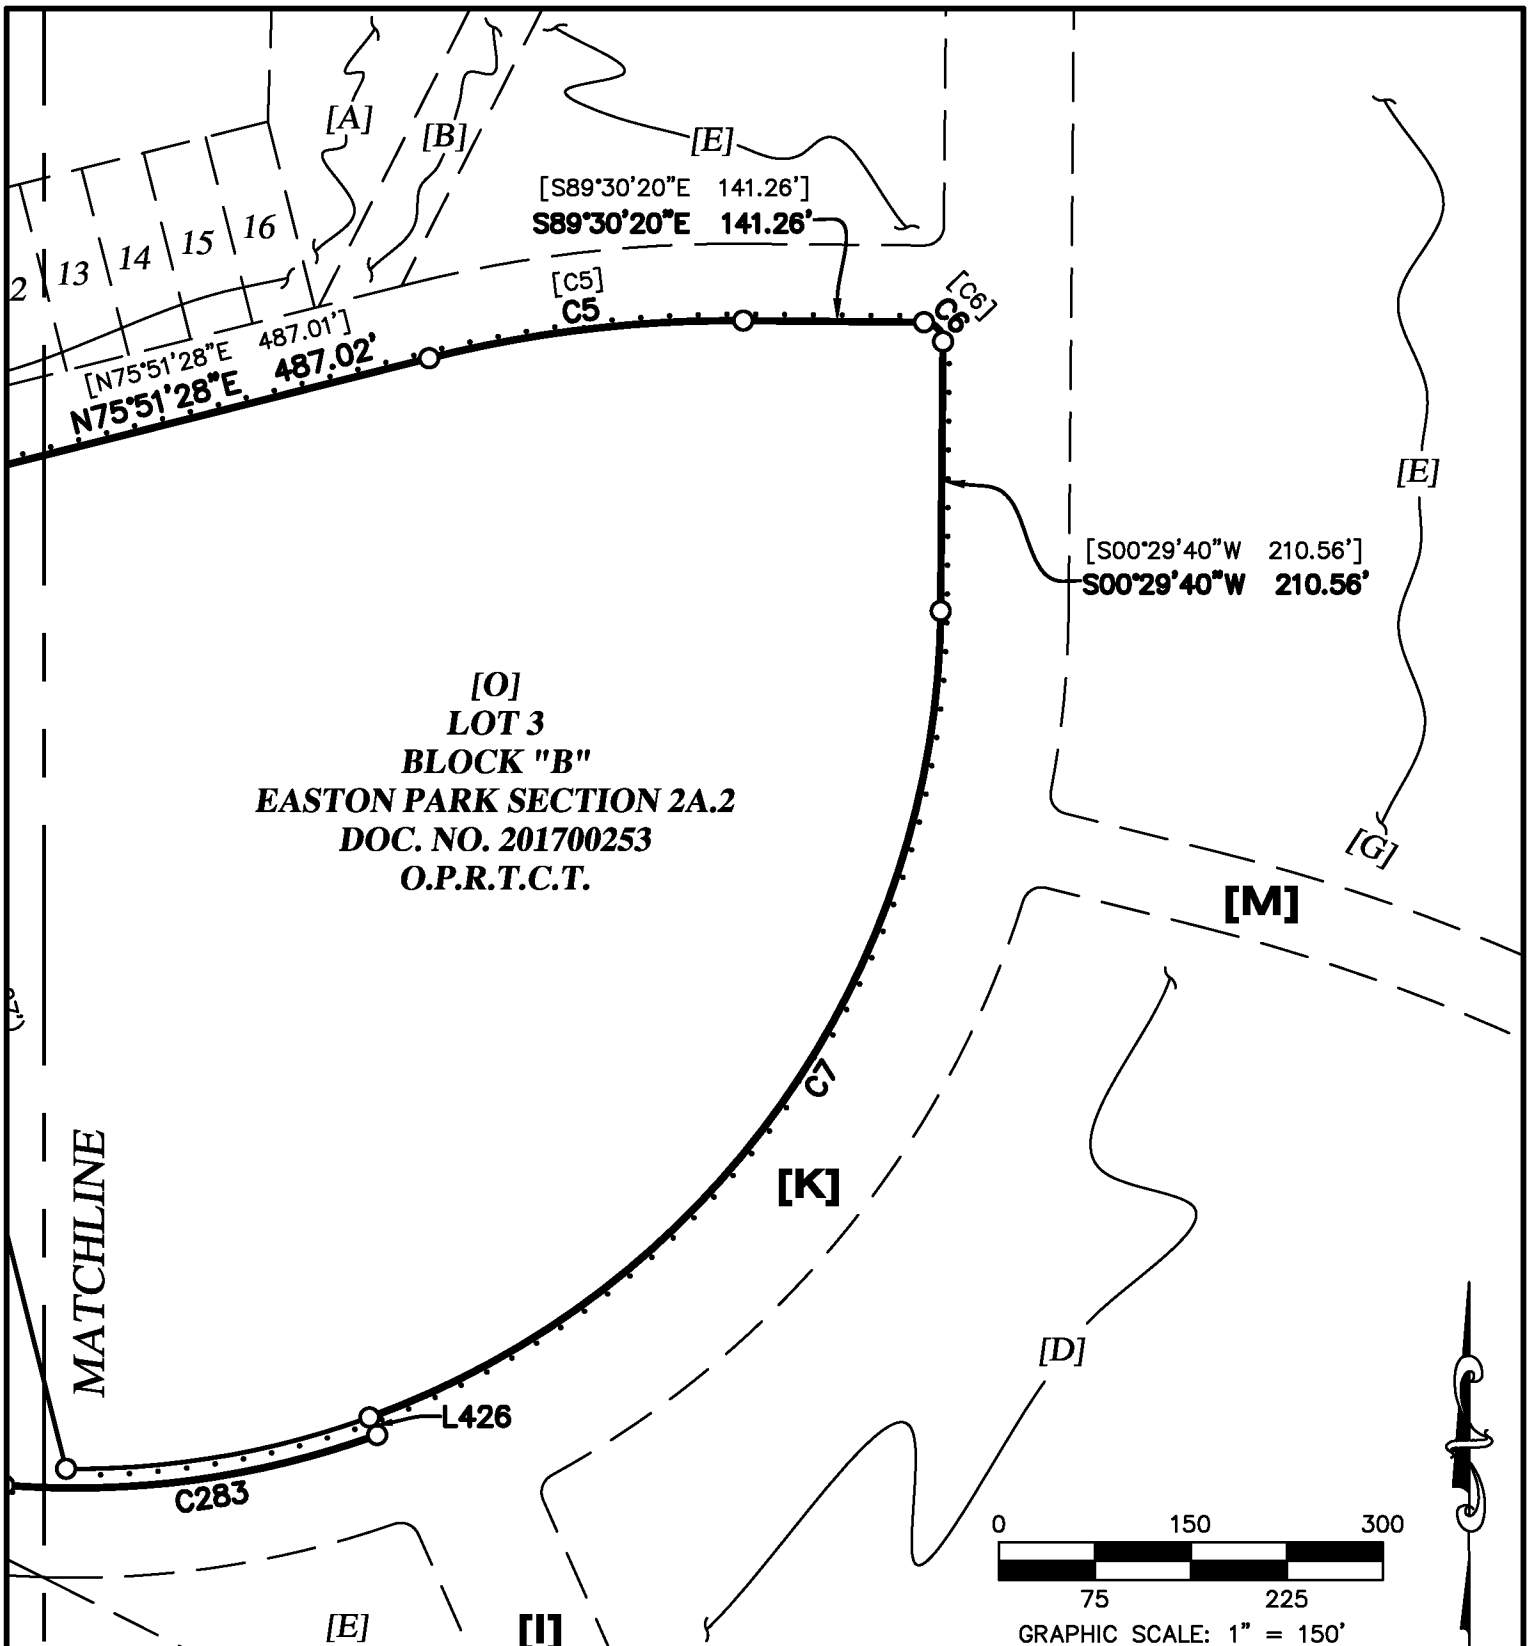 [A]
[B]
[E]
[S89°30'20"E 141.26']
S89°30'20"E 141.26'
16
15
14
13
2
[C5]
C5
[C6]
C6
[N75°51'28"E 487.01']
N75°51'28"E 487.02'
[E]
[S00°29'40"W 210.56']
S00°29'40"W 210.56'
[O]
LOT 3
BLOCK "B"
EASTON PARK SECTION 2A.2
DOC. NO. 201700253
O.P.R.T.C.T.
[G]
[M]
C7
[K]
MATCHLINE
[D]
L426
C283
0 150 300
75 225
GRAPHIC SCALE: 1" = 150'
[E]
[I]